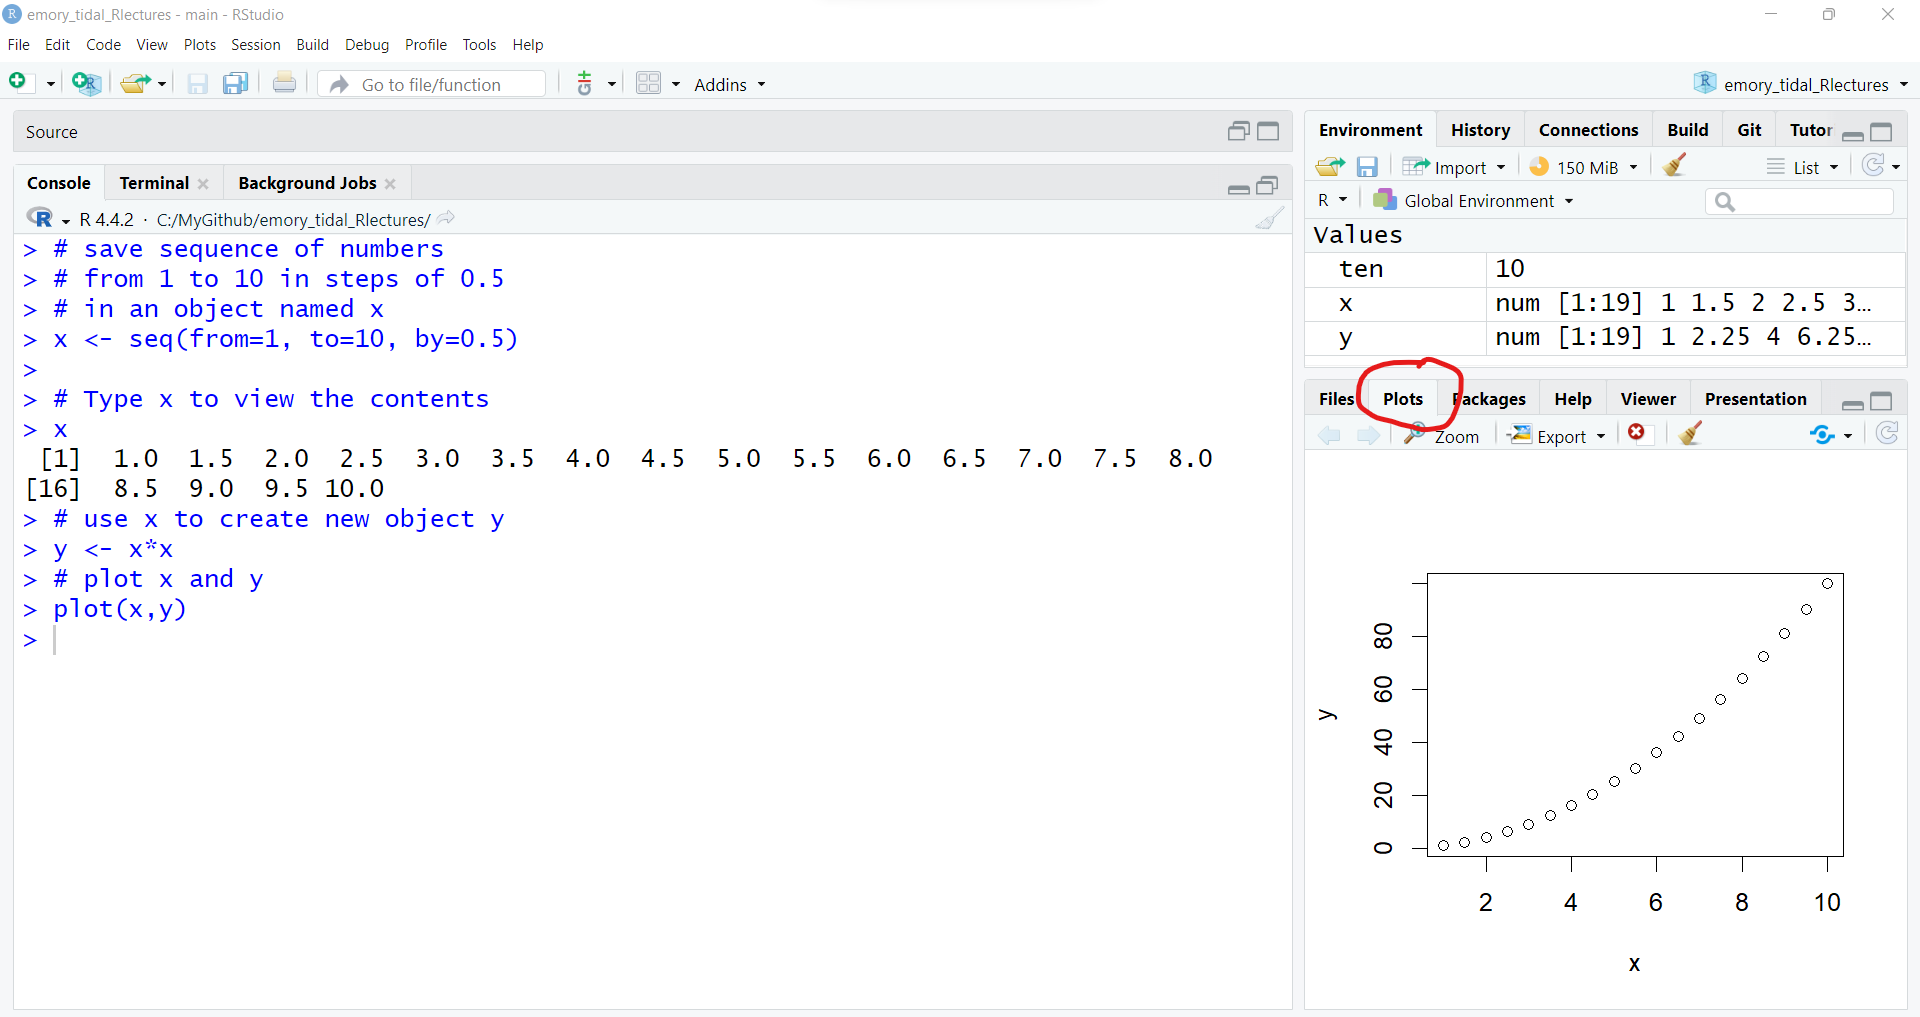 emory_tidal_Rlectures - main - RStudio
File Edit Code View Plots Session Build Debug Profile Tools Help
Go to file/function Addins emory_tidal_Rlectures
Source
Console Terminal Background Jobs
R 4.4.2 · C:/MyGithub/emory_tidal_Rlectures/
> # save sequence of numbers
> # from 1 to 10 in steps of 0.5
> # in an object named x
> x <- seq(from=1, to=10, by=0.5)
>
> # Type x to view the contents
> x
[1] 1.0 1.5 2.0 2.5 3.0 3.5 4.0 4.5 5.0 5.5 6.0 6.5 7.0 7.5 8.0
[16] 8.5 9.0 9.5 10.0
> # use x to create new object y
> y <- x*x
> # plot x and y
> plot(x,y)
>
Environment History Connections Build Git Tutor
Import 150 MiB List
R Global Environment
Values
ten 10
x num [1:19] 1 1.5 2 2.5 3...
y num [1:19] 1 2.25 4 6.25...
Files Plots Packages Help Viewer Presentation
Zoom Export
y
80
60
40
20
0
2 4 6 8 10
x